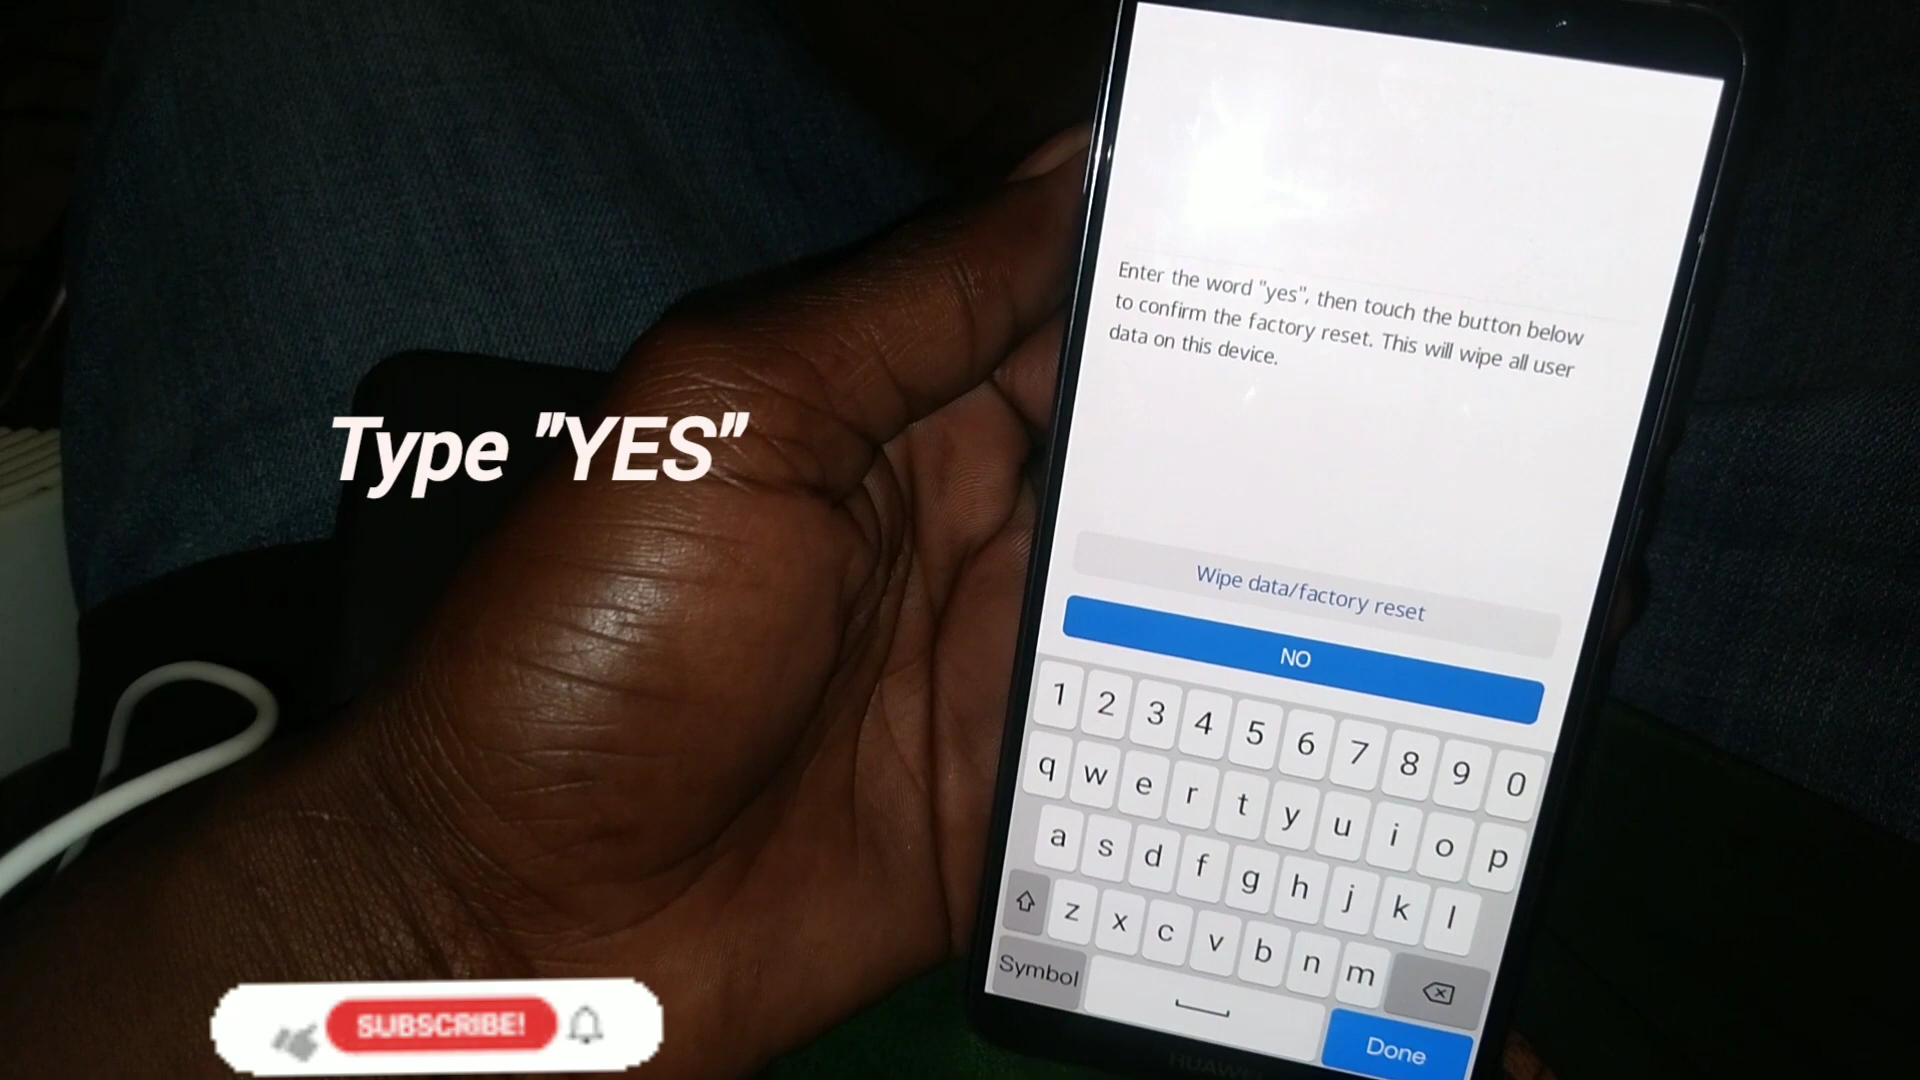 Enter the word "yes", then touch the button below
to confirm the factory reset. This will wipe all user
data on this device.
Type "YES"
Wipe data/factory reset
NO
1 2 3 4 5 6 7 8 9 0
q w e r t y u i o p
a s d f g h j k l
z x c v b n m
Symbol
Done
SUBSCRIBE!
HUAWEI